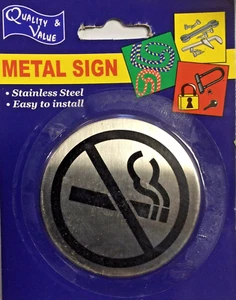 QUALITY &
VALUE
METAL SIGN
• Stainless Steel
• Easy to install